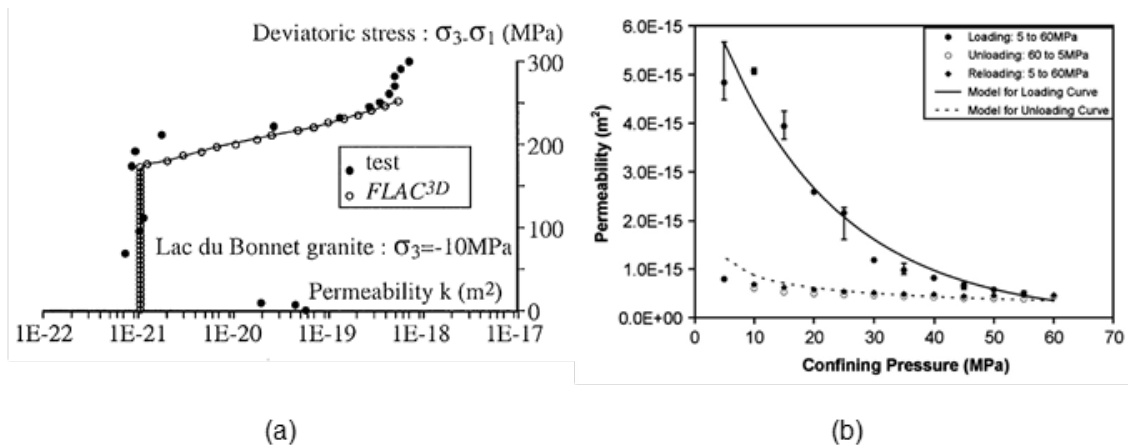 Deviatoric stress : σ3-σ1 (MPa)
300
200
100
0
test
FLAC3D
Lac du Bonnet granite : σ3=-10MPa
Permeability k (m2)
1E-22 1E-21 1E-20 1E-19 1E-18 1E-17
(a)
Permeability (m²)
6.0E-15
5.0E-15
4.0E-15
3.0E-15
2.0E-15
1.0E-15
0.0E+00
Loading: 5 to 60MPa
Unloading: 60 to 5MPa
Reloading: 5 to 60MPa
Model for Loading Curve
Model for Unloading Curve
0 10 20 30 40 50 60 70
Confining Pressure (MPa)
(b)